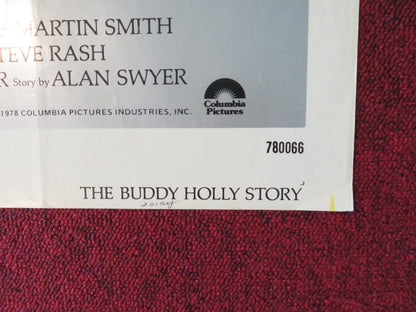 MARTIN SMITH
STEVE RASH
R Story by ALAN SWYER
1978 COLUMBIA PICTURES INDUSTRIES, INC.
Columbia
Pictures
780066
THE BUDDY HOLLY STORY